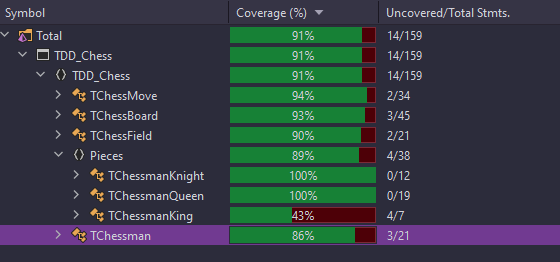 Symbol Coverage (%) Uncovered/Total Stmts.
Total 91% 14/159
TDD_Chess 91% 14/159
TDD_Chess 91% 14/159
TChessMove 94% 2/34
TChessBoard 93% 3/45
TChessField 90% 2/21
Pieces 89% 4/38
TChessmanKnight 100% 0/12
TChessmanQueen 100% 0/19
TChessmanKing 43% 4/7
TChessman 86% 3/21